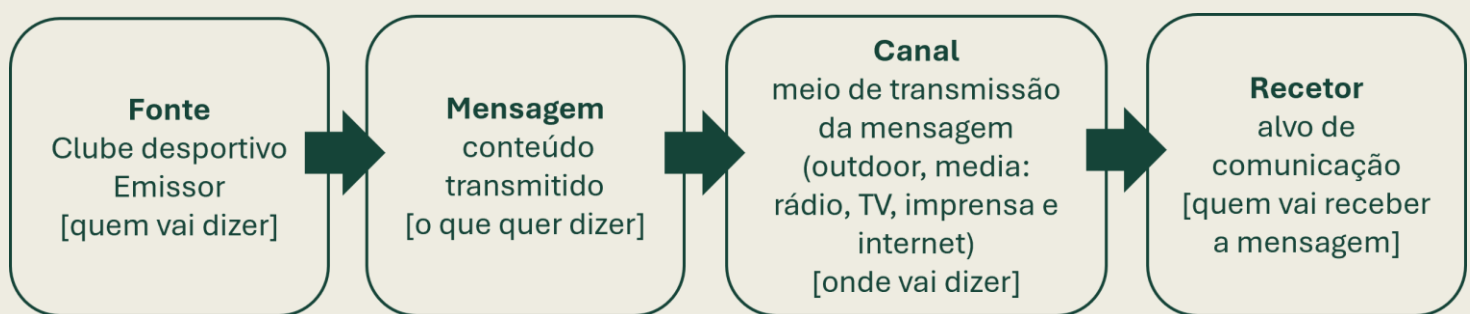 Fonte
Clube desportivo
Emissor
[quem vai dizer]
Mensagem
conteúdo
transmitido
[o que quer dizer]
Canal
meio de transmissão
da mensagem
(outdoor, media:
rádio, TV, imprensa e
internet)
[onde vai dizer]
Recetor
alvo de
comunicação
[quem vai receber
a mensagem]